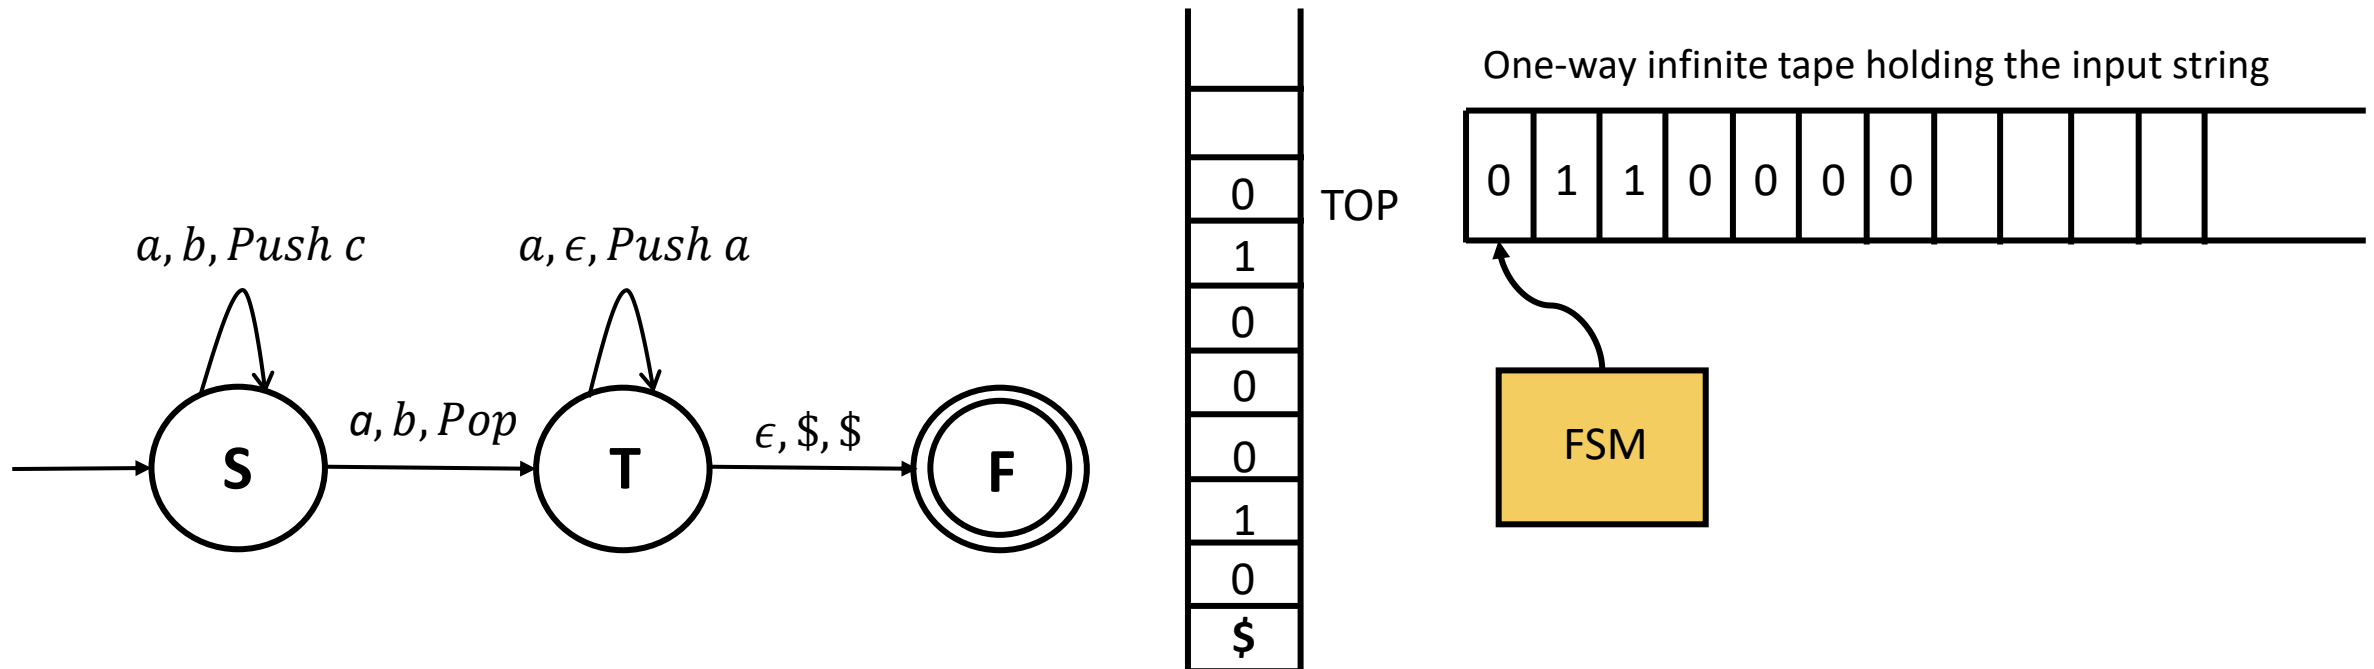 a, b, Push c
a, ϵ, Push a
a, b, Pop
ϵ, $, $
S
T
F
0
1
0
0
0
1
0
$
TOP
One-way infinite tape holding the input string
0 1 1 0 0 0 0
FSM